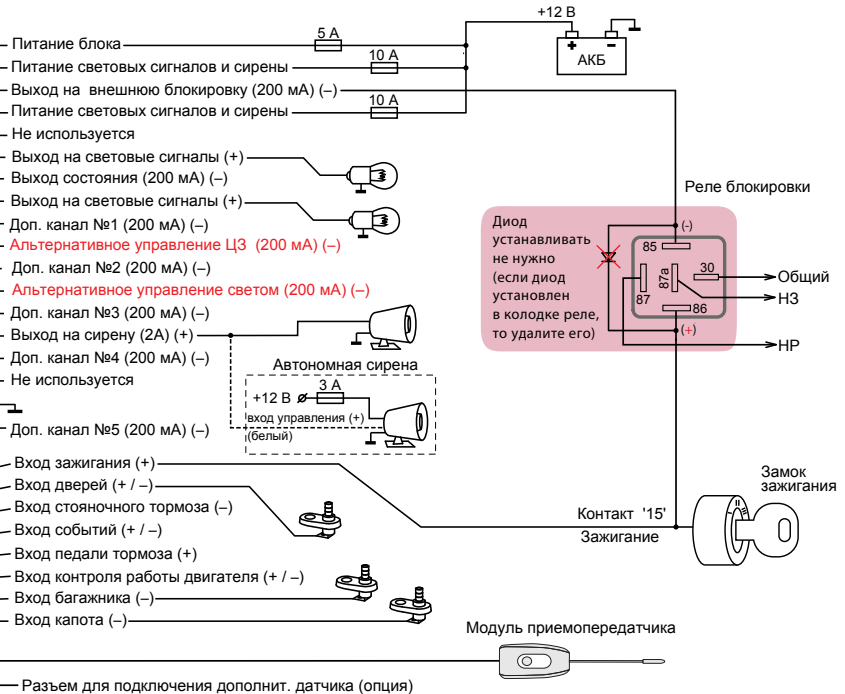 +12 В
5 А
Питание блока
10 А
АКБ
Питание световых сигналов и сирены
Выход на внешнюю блокировку (200 мА) (–)
10 А
Питание световых сигналов и сирены
Не используется
Выход на световые сигналы (+)
Выход состояния (200 мА) (–)
Реле блокировки
Выход на световые сигналы (+)
Доп. канал №1 (200 мА) (–)
Альтернативное управление ЦЗ (200 мА) (–)
Доп. канал №2 (200 мА) (–)
Альтернативное управление светом (200 мА) (–)
Доп. канал №3 (200 мА) (–)
Выход на сирену (2А) (+)
Доп. канал №4 (200 мА) (–)
Не используется
Доп. канал №5 (200 мА) (–)
Диод
устанавливать
не нужно
(если диод
установлен
в колодке реле,
то удалите его)
(-)
85
30
87а
87
86
(+)
Общий
НЗ
НР
Автономная сирена
3 А
+12 В
вход управления (+)
(белый)
Вход зажигания (+)
Вход дверей (+ / –)
Вход стояночного тормоза (–)
Вход событий (+ / –)
Вход педали тормоза (+)
Вход контроля работы двигателя (+ / –)
Вход багажника (–)
Вход капота (–)
Замок
зажигания
Контакт '15'
Зажигание
Модуль приемопередатчика
Разъем для подключения дополнит. датчика (опция)